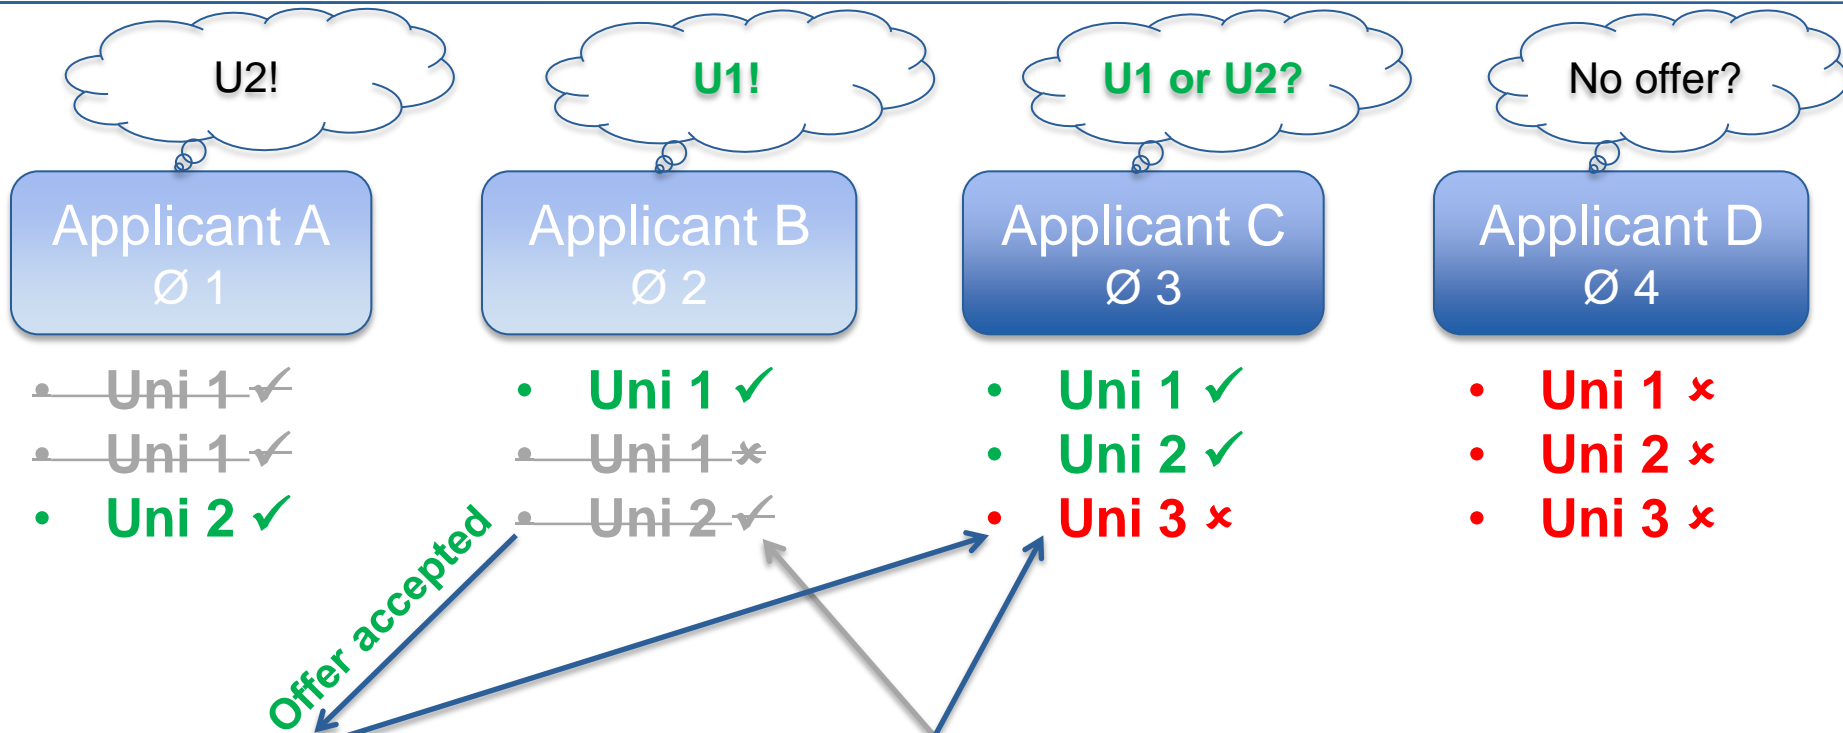 U2!
U1!
U1 or U2?
No offer?
Applicant A
Ø 1
Applicant B
Ø 2
Applicant C
Ø 3
Applicant D
Ø 4
• Uni 1 ✓
• Uni 1 ✓
• Uni 2 ✓
• Uni 1 ✓
• Uni 1 ×
• Uni 2 ✓
• Uni 1 ✓
• Uni 2 ✓
• Uni 3 ×
• Uni 1 ×
• Uni 2 ×
• Uni 3 ×
Offer accepted